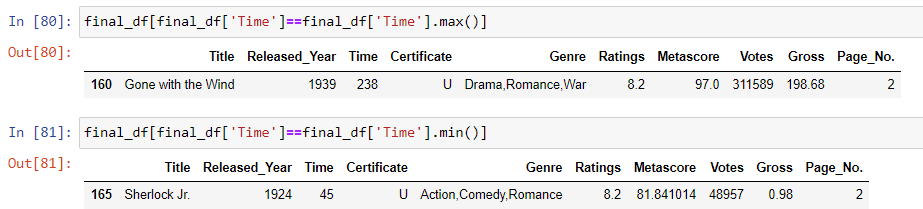 In [80]: final_df[final_df['Time']==final_df['Time'].max()]
Out[80]:
Title Released_Year Time Certificate Genre Ratings Metascore Votes Gross Page_No.
160 Gone with the Wind 1939 238 U Drama,Romance,War 8.2 97.0 311589 198.68 2
In [81]: final_df[final_df['Time']==final_df['Time'].min()]
Out[81]:
Title Released_Year Time Certificate Genre Ratings Metascore Votes Gross Page_No.
165 Sherlock Jr. 1924 45 U Action,Comedy,Romance 8.2 81.841014 48957 0.98 2